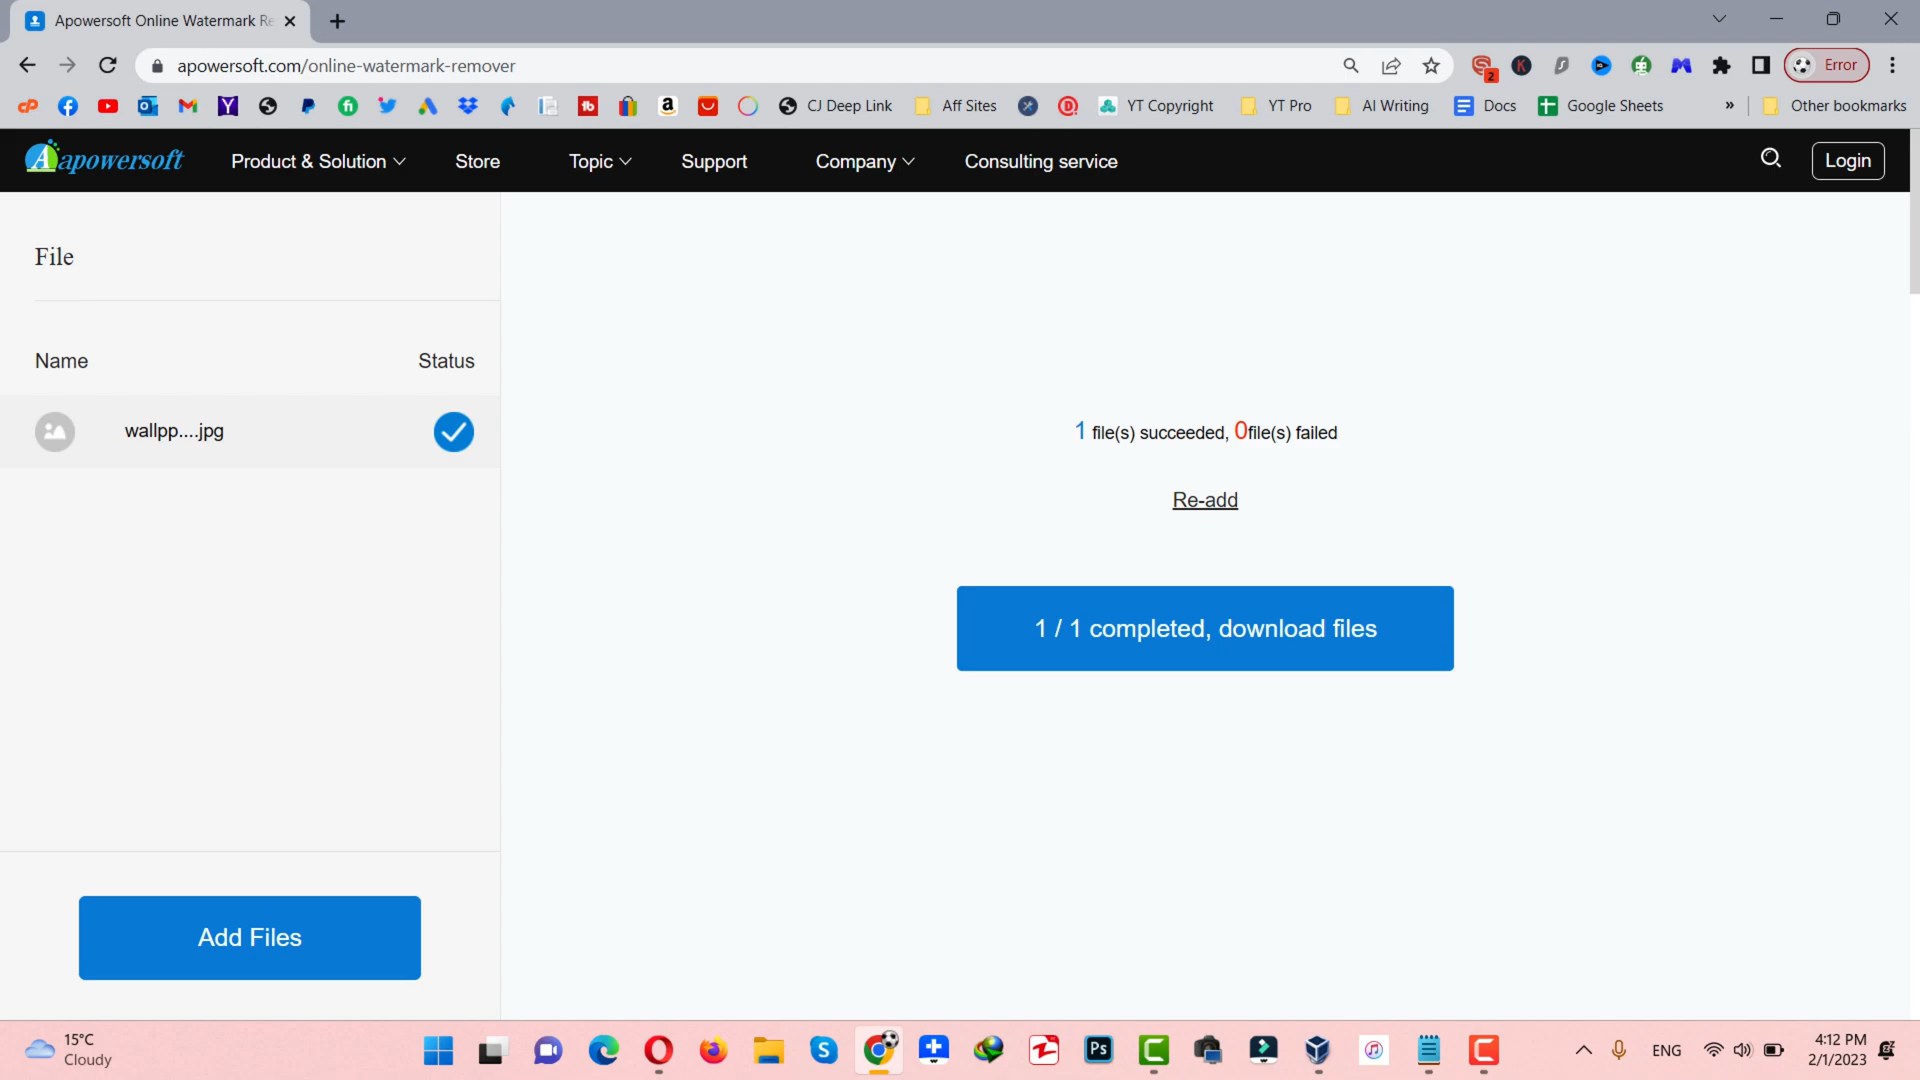 Apowersoft Online Watermark Re
apowersoft.com/online-watermark-remover
2
Error
CJ Deep Link
Aff Sites
YT Copyright
YT Pro
AI Writing
Docs
Google Sheets
»
Other bookmarks
apowersoft
Product & Solution
Store
Topic
Support
Company
Consulting service
Login
File
Name
Status
wallpp....jpg
1 file(s) succeeded, 0file(s) failed
Re-add
1 / 1 completed, download files
Add Files
15°C
Cloudy
Ps
ENG
4:12 PM
2/1/2023